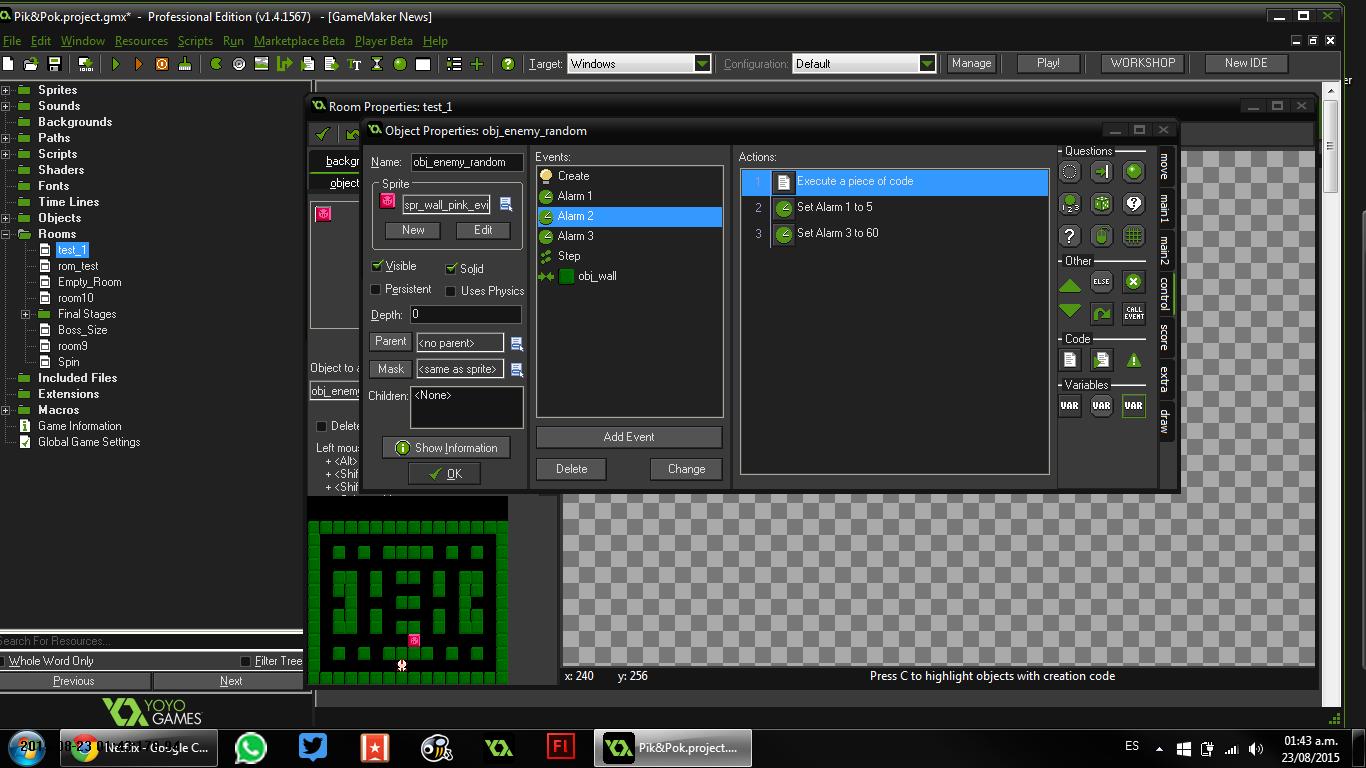 Pik&Pok.project.gmx* - Professional Edition (v1.4.1567) - [GameMaker News]
File Edit Window Resources Scripts Run Marketplace Beta Player Beta Help
Target: Windows Configuration: Default Manage Play! WORKSHOP New IDE
Sprites
Sounds
Backgrounds
Paths
Scripts
Shaders
Fonts
Time Lines
Objects
Rooms
test_1
rom_test
Empty_Room
room10
Final Stages
Boss_Size
room9
Spin
Included Files
Extensions
Macros
Game Information
Global Game Settings
Search For Resources...
Whole Word Only Filter Tree
Previous Next
YOYO
GAMES
Room Properties: test_1
backgr
object
Object to a
obj_enemy
Delete
Left mou
+ <Alt>
+ <Shif
+ <Shif
Object Properties: obj_enemy_random
Name: obj_enemy_random
Sprite
spr_wall_pink_evi
New Edit
Visible Solid
Persistent Uses Physics
Depth: 0
Parent <no parent>
Mask <same as sprite>
Children: <None>
Show Information
OK
Events:
Create
Alarm 1
Alarm 2
Alarm 3
Step
obj_wall
Add Event
Delete Change
Actions:
1 Execute a piece of code
2 Set Alarm 1 to 5
3 Set Alarm 3 to 60
Questions
1 2 3
?
?
Other
ELSE
CALL EVENT
Code
Variables
VAR VAR VAR
move
main1
main2
control
score
extra
draw
x: 240 y: 256 Press C to highlight objects with creation code
Google C...
Fl
Pik&Pok.project....
ES
01:43 a.m.
23/08/2015